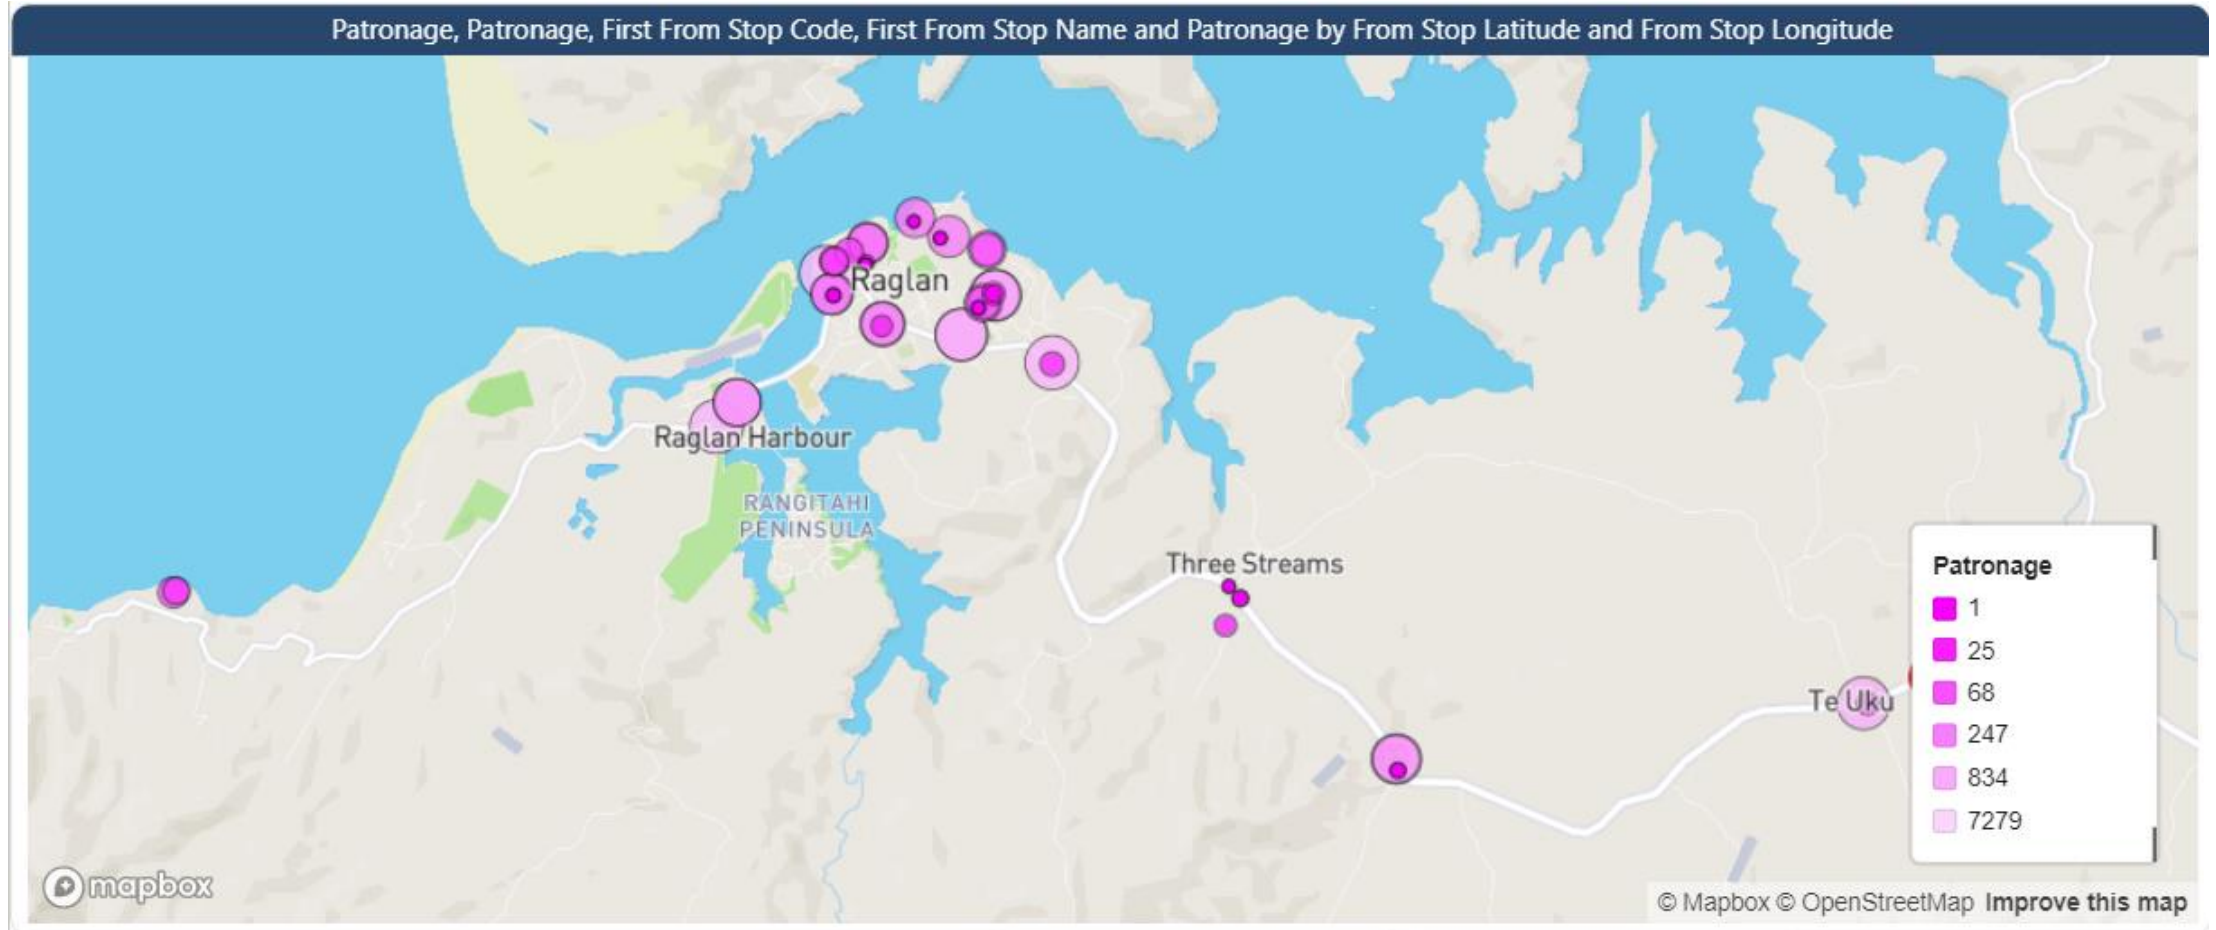 Patronage, Patronage, First From Stop Code, First From Stop Name and Patronage by From Stop Latitude and From Stop Longitude
Raglan
Raglan Harbour
RANGITAHI
PENINSULA
Three Streams
Te Uku
Patronage
1
25
68
247
834
7279
mapbox
© Mapbox © OpenStreetMap Improve this map